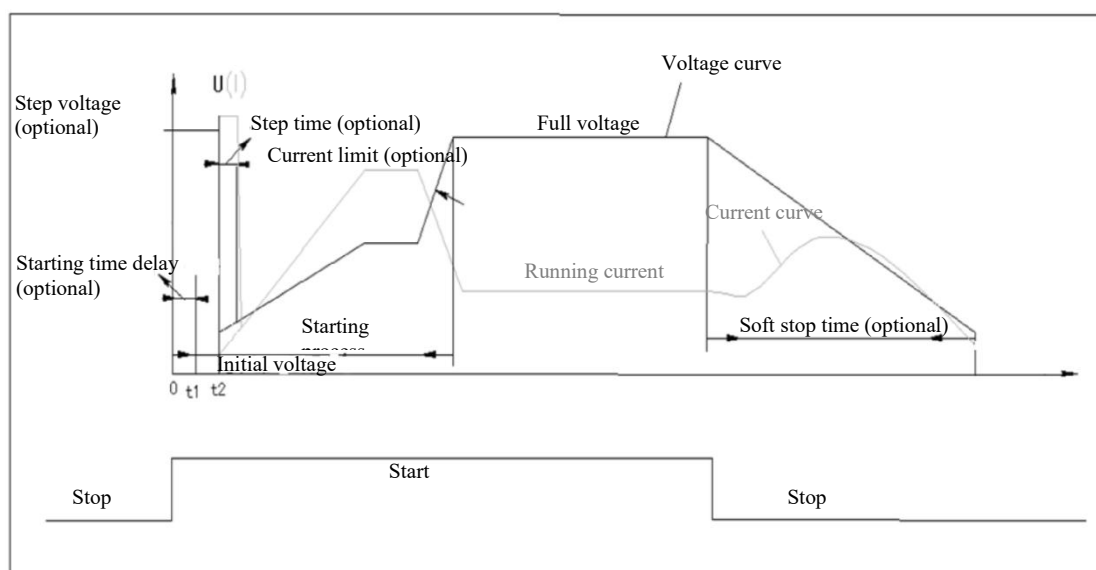 Voltage curve
U(I)
Step voltage
(optional)
Step time (optional)
Full voltage
Current limit (optional)
Current curve
Starting time delay
(optional)
Running current
Starting
process
Soft stop time (optional)
Initial voltage
0 t1 t2
Start
Stop
Stop